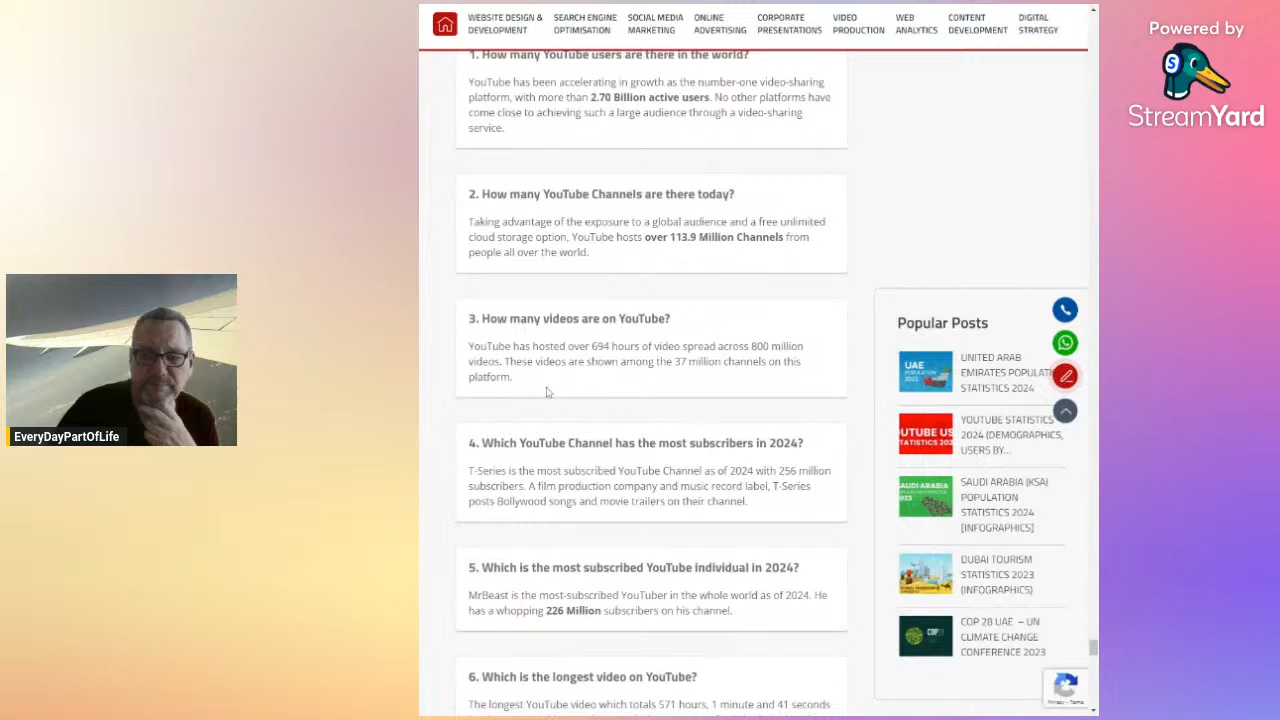 WEBSITE DESIGN &
DEVELOPMENT
SEARCH ENGINE
OPTIMISATION
SOCIAL MEDIA
MARKETING
ONLINE
ADVERTISING
CORPORATE
PRESENTATIONS
VIDEO
PRODUCTION
WEB
ANALYTICS
CONTENT
DEVELOPMENT
DIGITAL
STRATEGY
Powered by
S
StreamYard
1. How many YouTube users are there in the world?
YouTube has been accelerating in growth as the number-one video-sharing
platform, with more than 2.70 Billion active users. No other platforms have
come close to achieving such a large audience through a video-sharing
service.
2. How many YouTube Channels are there today?
Taking advantage of the exposure to a global audience and a free unlimited
cloud storage option, YouTube hosts over 113.9 Million Channels from
people all over the world.
3. How many videos are on YouTube?
YouTube has hosted over 694 hours of video spread across 800 million
videos. These videos are shown among the 37 million channels on this
platform.
4. Which YouTube Channel has the most subscribers in 2024?
T-Series is the most subscribed YouTube Channel as of 2024 with 256 million
subscribers. A film production company and music record label, T-Series
posts Bollywood songs and movie trailers on their channel.
5. Which is the most subscribed YouTube individual in 2024?
MrBeast is the most-subscribed YouTuber in the whole world as of 2024. He
has a whopping 226 Million subscribers on his channel.
6. Which is the longest video on YouTube?
The longest YouTube video which totals 571 hours, 1 minute and 41 seconds
Popular Posts
UAE
POPULATION
2023
UNITED ARAB
EMIRATES POPULATI
STATISTICS 2024
OUTUBE US
TATISTICS 202
YOUTUBE STATISTICS
2024 (DEMOGRAPHICS,
USERS BY...
SAUDI ARABIA
SAUDI ARABIA (KSA)
POPULATION
STATISTICS 2024
[INFOGRAPHICS]
DUBAI TOURISM
STATISTICS 2023
(INFOGRAPHICS)
COP
COP 28 UAE – UN
CLIMATE CHANGE
CONFERENCE 2023
Privacy - Terms
EveryDayPartOfLife